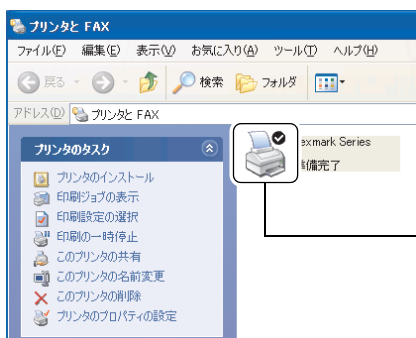 プリンタと FAX
ファイル(F) 編集(E) 表示(V) お気に入り(A) ツール(T) ヘルプ(H)
戻る 検索 フォルダ
アドレス(D) プリンタと FAX
プリンタのタスク
プリンタのインストール
印刷ジョブの表示
印刷設定の選択
印刷の一時停止
このプリンタの共有
このプリンタの名前変更
このプリンタの削除
プリンタのプロパティの設定
exmark Series
準備完了